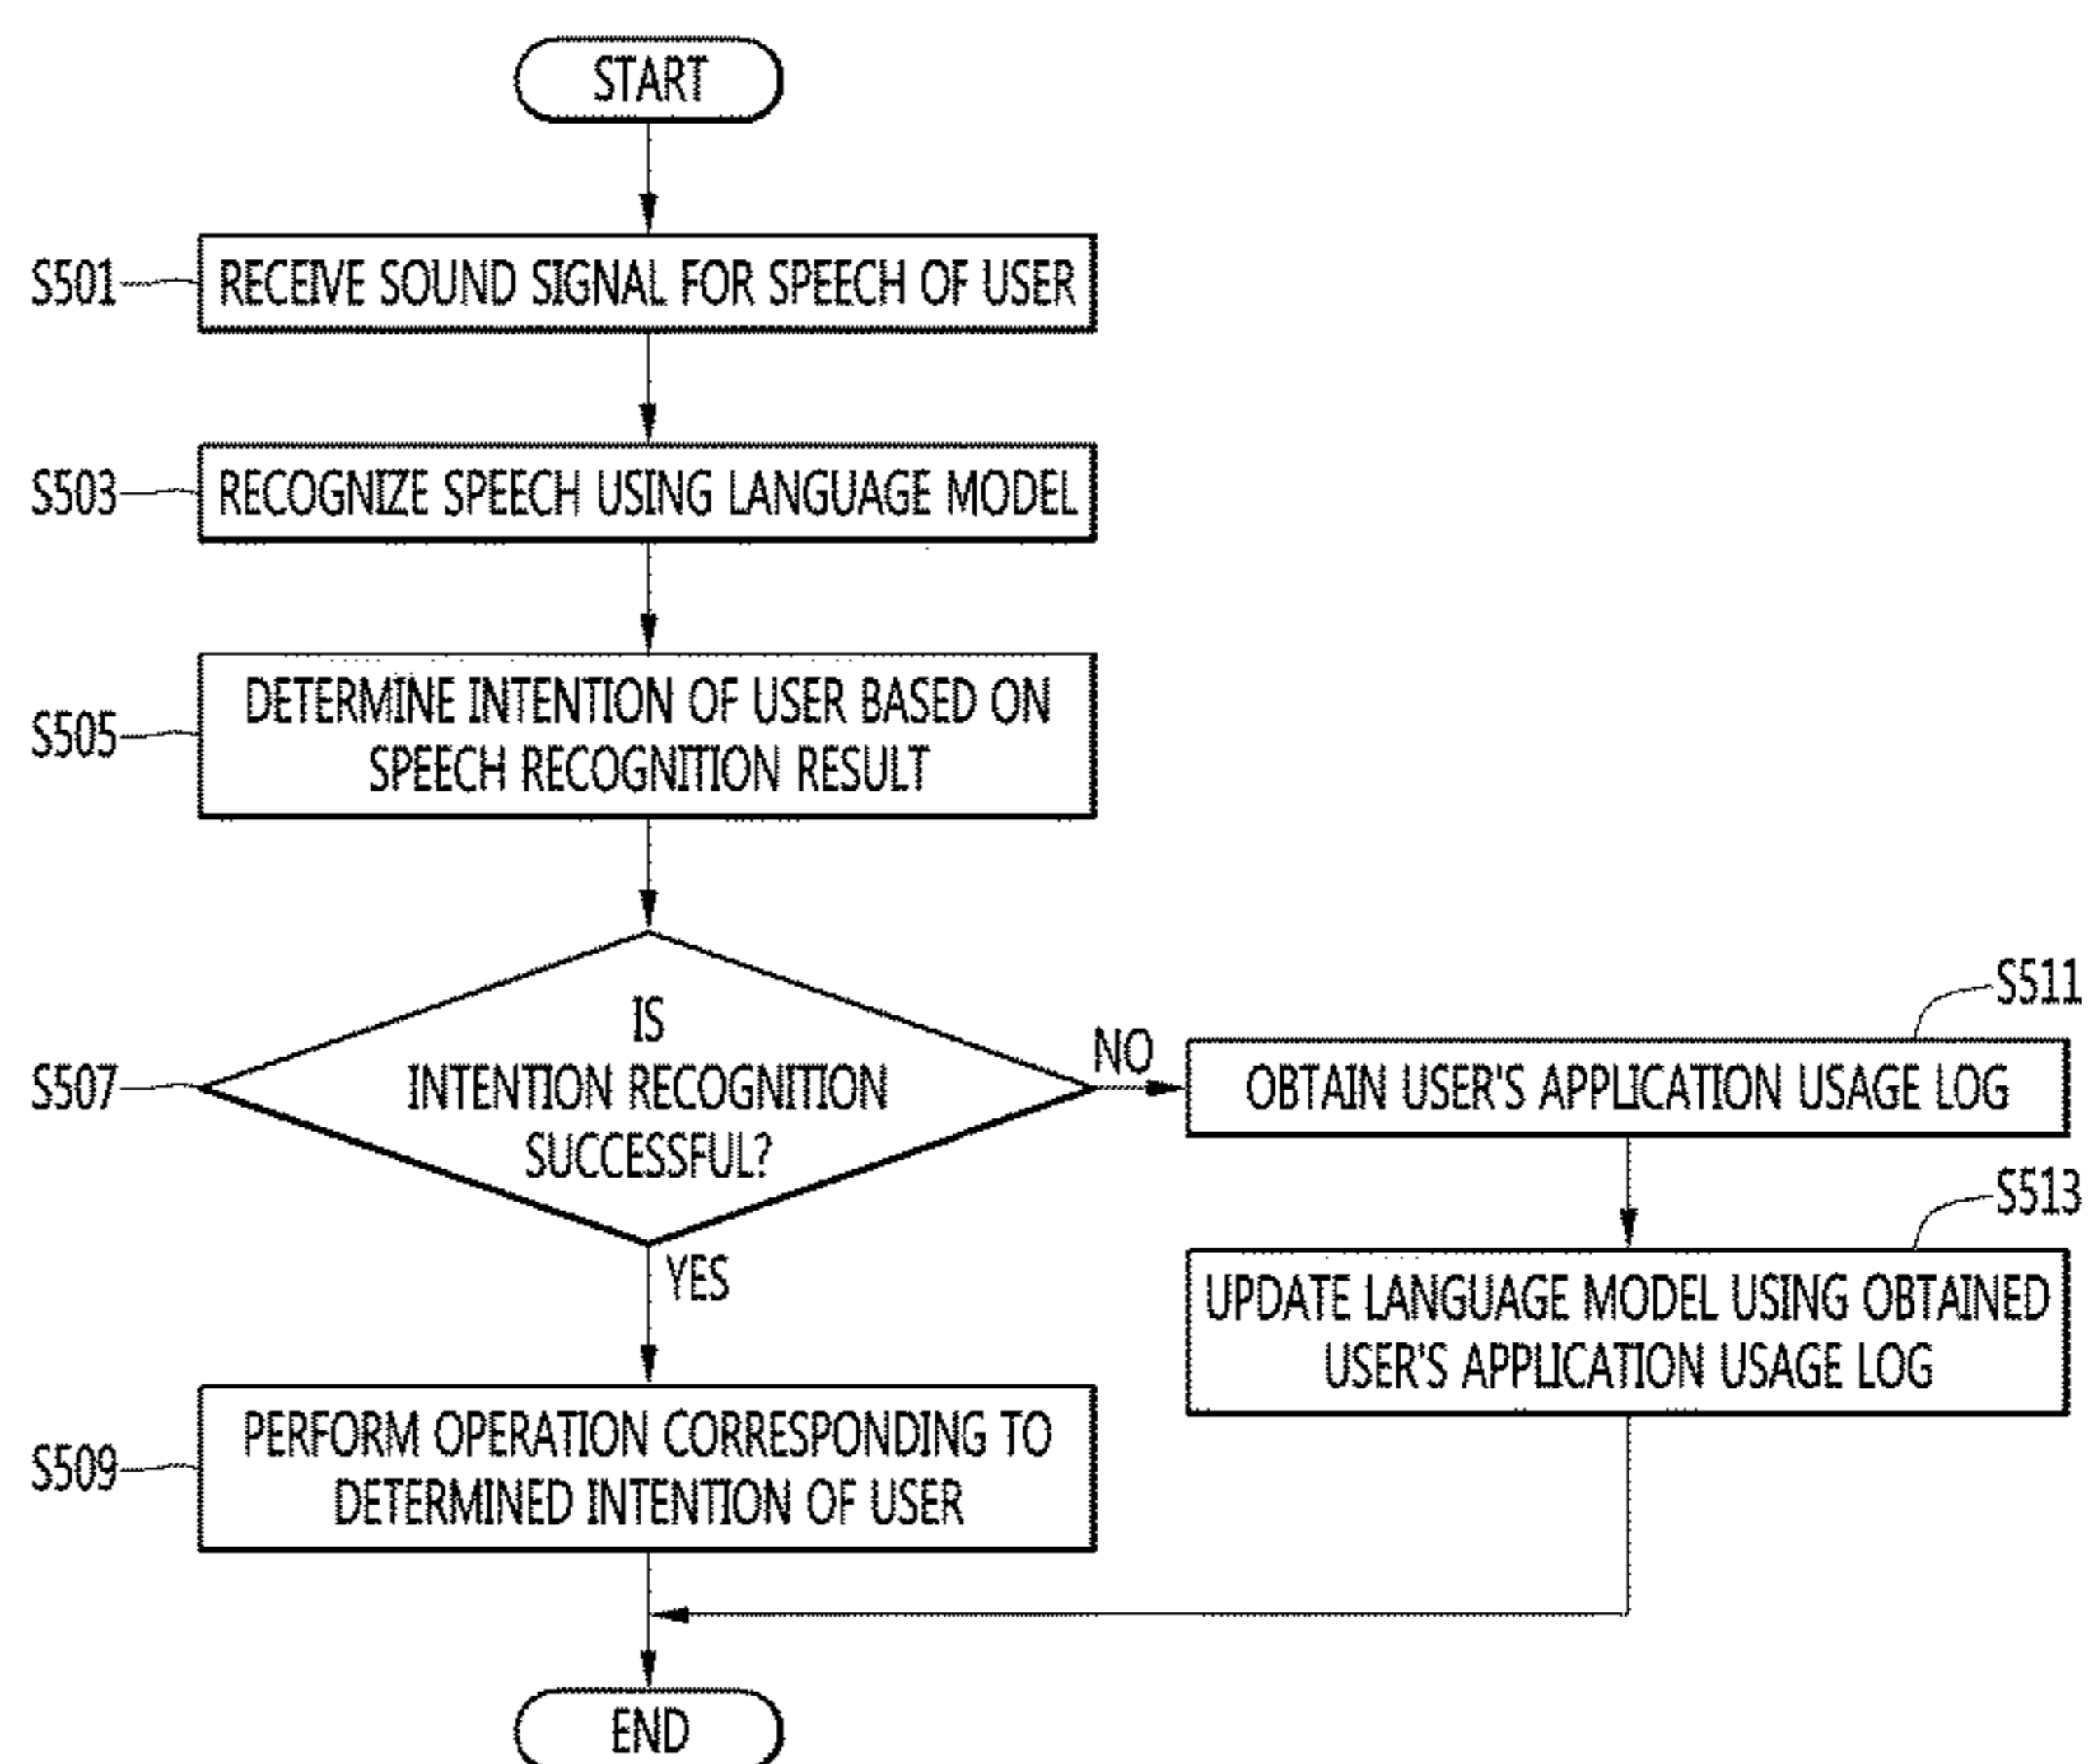 START
S501
RECEIVE SOUND SIGNAL FOR SPEECH OF USER
S503
RECOGNIZE SPEECH USING LANGUAGE MODEL
S505
DETERMINE INTENTION OF USER BASED ON
SPEECH RECOGNITION RESULT
S507
IS
INTENTION RECOGNITION
SUCCESSFUL?
NO
S511
OBTAIN USER'S APPLICATION USAGE LOG
S513
UPDATE LANGUAGE MODEL USING OBTAINED
USER'S APPLICATION USAGE LOG
YES
S509
PERFORM OPERATION CORRESPONDING TO
DETERMINED INTENTION OF USER
END